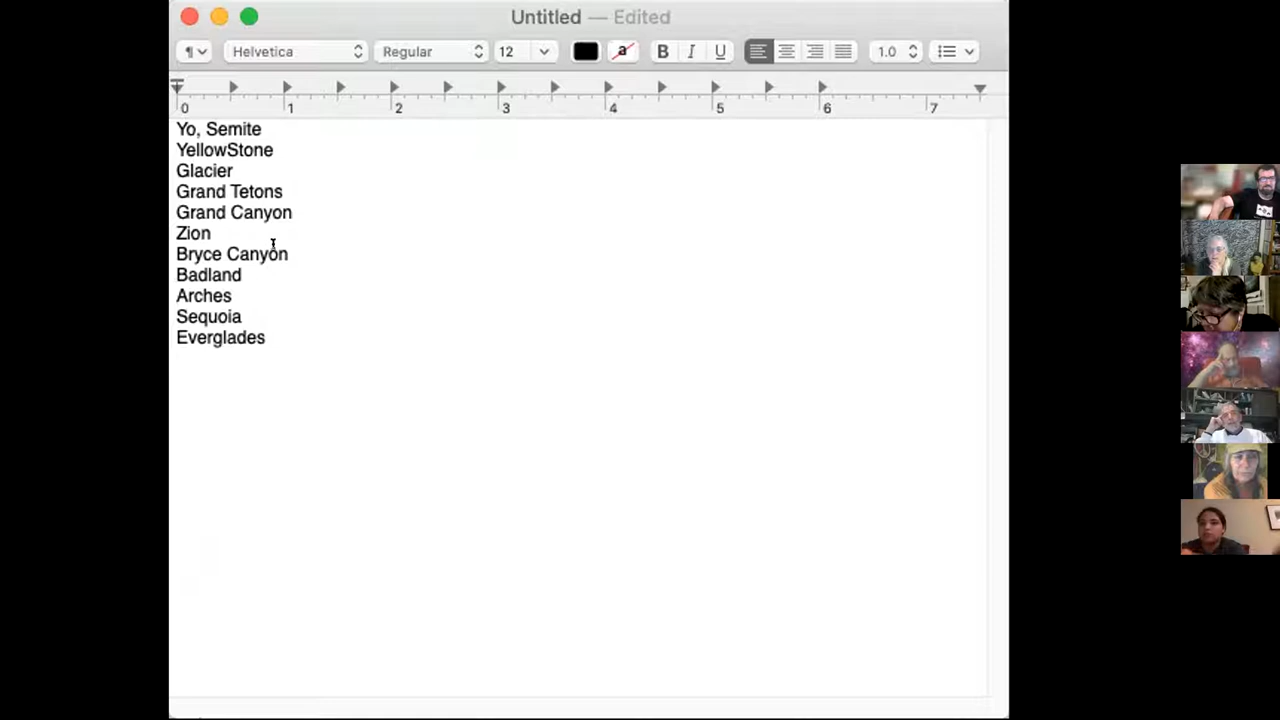 Untitled — Edited
¶ Helvetica Regular 12 a B I U 1.0
0 1 2 3 4 5 6 7
Yo, Semite
YellowStone
Glacier
Grand Tetons
Grand Canyon
Zion
Bryce Canyon
Badland
Arches
Sequoia
Everglades